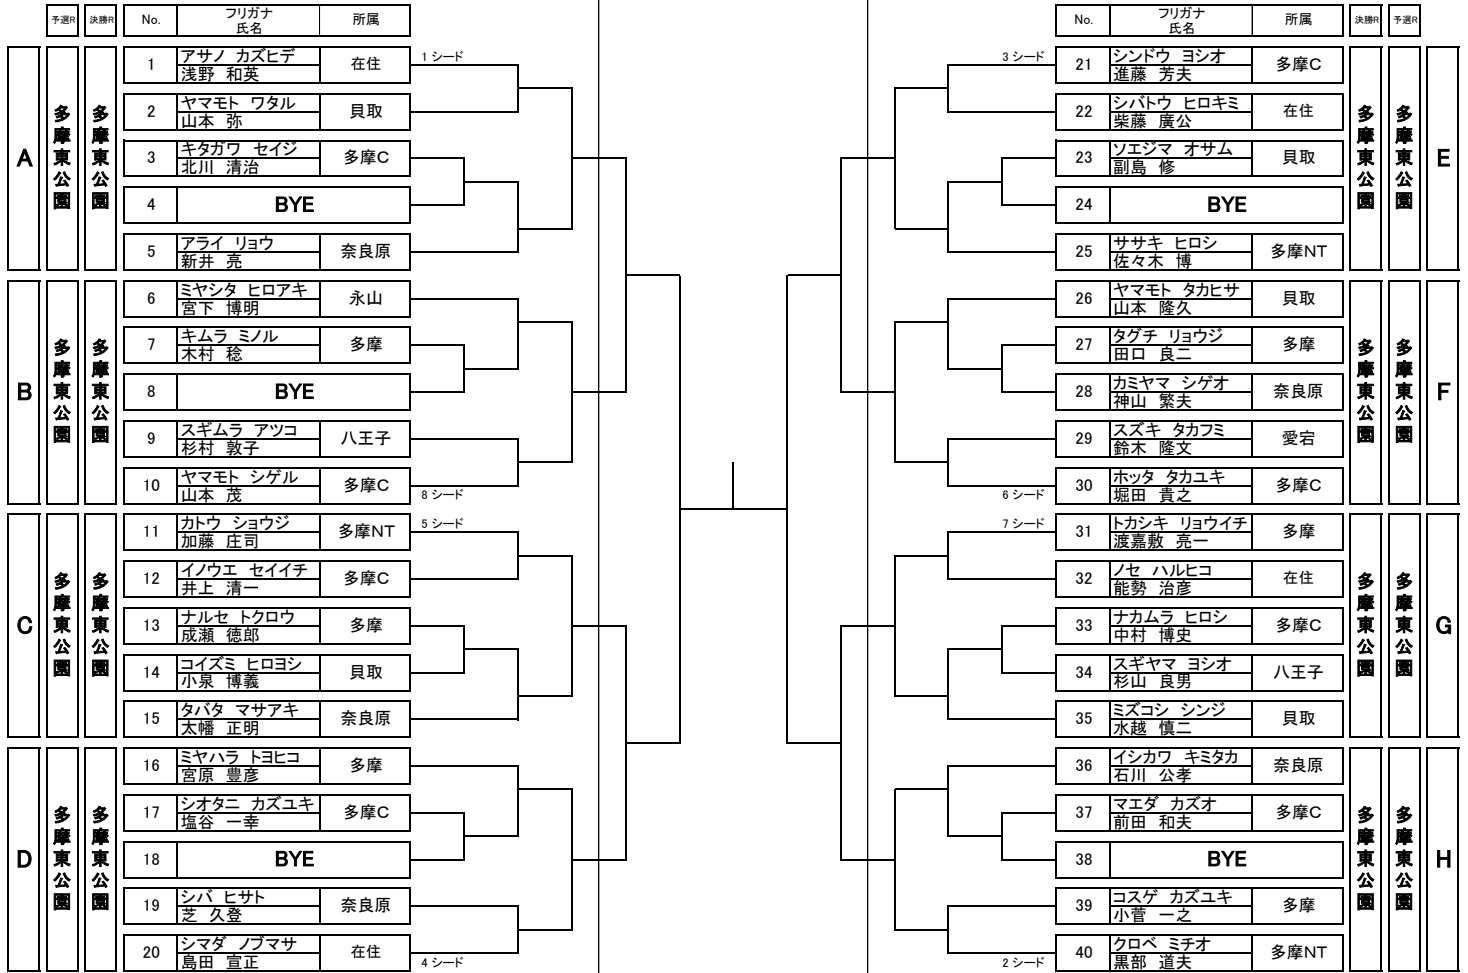 予選R 決勝R No. フリガナ 氏名 所属
A 多摩東公園 多摩東公園
1 アサノ カズヒデ 在住 1 シード
浅野 和英
2 ヤマモト ワタル 貝取
山本 弥
3 キタガワ セイジ 多摩C
北川 清治
4 BYE
5 アライ リョウ 奈良原
新井 亮
B 多摩東公園 多摩東公園
6 ミヤシタ ヒロアキ 永山
宮下 博明
7 キムラ ミノル 多摩
木村 稔
8 BYE
9 スギムラ アツコ 八王子
杉村 敦子
10 ヤマモト シゲル 多摩C 8 シード
山本 茂
C 多摩東公園 多摩東公園
11 カトウ ショウジ 多摩NT 5 シード
加藤 庄司
12 イノウエ セイイチ 多摩C
井上 清一
13 ナルセ トクロウ 多摩
成瀬 徳郎
14 コイズミ ヒロヨシ 貝取
小泉 博義
15 タバタ マサアキ 奈良原
太幡 正明
D 多摩東公園 多摩東公園
16 ミヤハラ トヨヒコ 多摩
宮原 豊彦
17 シオタニ カズユキ 多摩C
塩谷 一幸
18 BYE
19 シバ ヒサト 奈良原
芝 久登
20 シマダ ノブマサ 在住 4 シード
島田 宣正
No. フリガナ 氏名 所属 決勝R 予選R
3 シード 21 シンドウ ヨシオ 多摩C
進藤 芳夫
22 シバトウ ヒロキミ 在住
柴藤 廣公
23 ソエジマ オサム 貝取
副島 修
24 BYE
25 ササキ ヒロシ 多摩NT
佐々木 博
多摩東公園 多摩東公園 E
26 ヤマモト タカヒサ 貝取
山本 隆久
27 タグチ リョウジ 多摩
田口 良二
28 カミヤマ シゲオ 奈良原
神山 繁夫
29 スズキ タカフミ 愛宕
鈴木 隆文
6 シード 30 ホッタ タカユキ 多摩C
堀田 貴之
多摩東公園 多摩東公園 F
7 シード 31 トカシキ リョウイチ 多摩
渡嘉敷 亮一
32 ノセ ハルヒコ 在住
能勢 治彦
33 ナカムラ ヒロシ 多摩C
中村 博史
34 スギヤマ ヨシオ 八王子
杉山 良男
35 ミズコシ シンジ 貝取
水越 慎二
多摩東公園 多摩東公園 G
36 イシカワ キミタカ 奈良原
石川 公孝
37 マエダ カズオ 多摩C
前田 和夫
38 BYE
39 コスゲ カズユキ 多摩
小菅 一之
2 シード 40 クロベ ミチオ 多摩NT
黒部 道夫
多摩東公園 多摩東公園 H